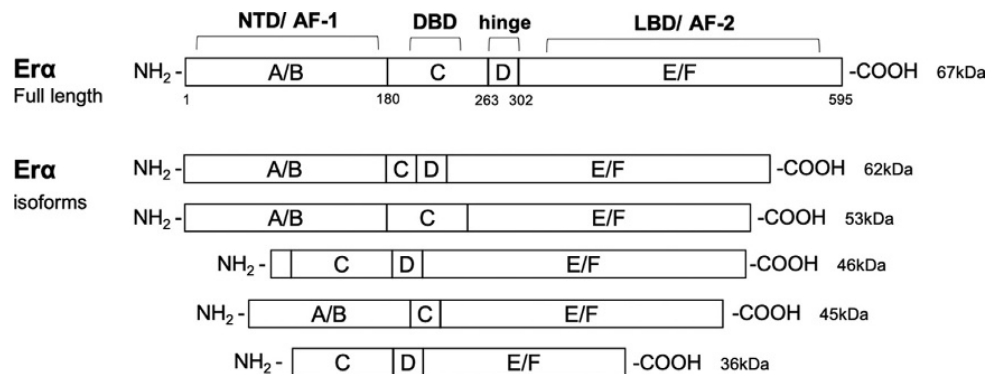 NTD/ AF-1 DBD hinge LBD/ AF-2
Erα NH2 - A/B C D E/F -COOH 67kDa
Full length
1 180 263 302 595
Erα NH2 - A/B C D E/F -COOH 62kDa
isoforms
NH2 - A/B C E/F -COOH 53kDa
NH2 - C D E/F -COOH 46kDa
NH2 - A/B C E/F -COOH 45kDa
NH2 - C D E/F -COOH 36kDa